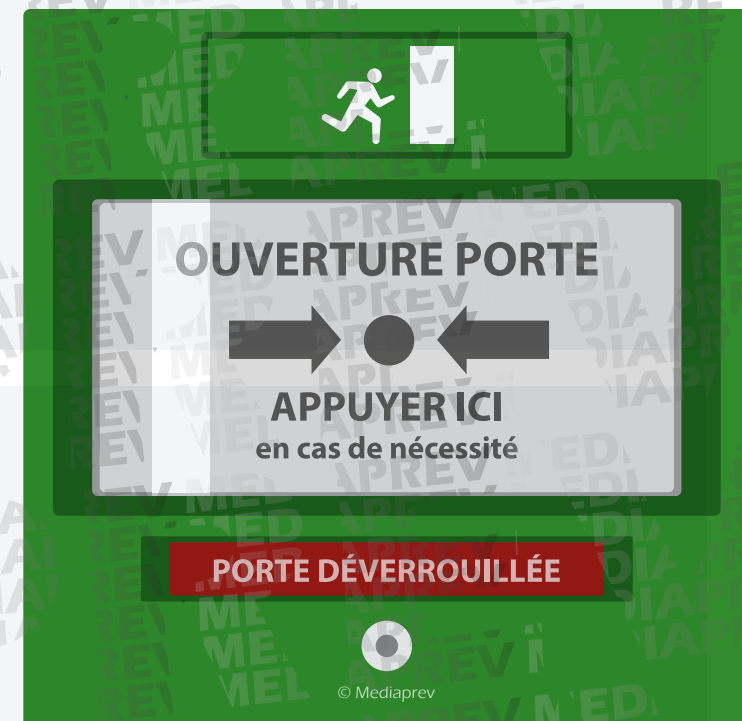 OUVERTURE PORTE
APPUYER ICI
en cas de nécessité
PORTE DÉVERROUILLÉE
© Mediaprev